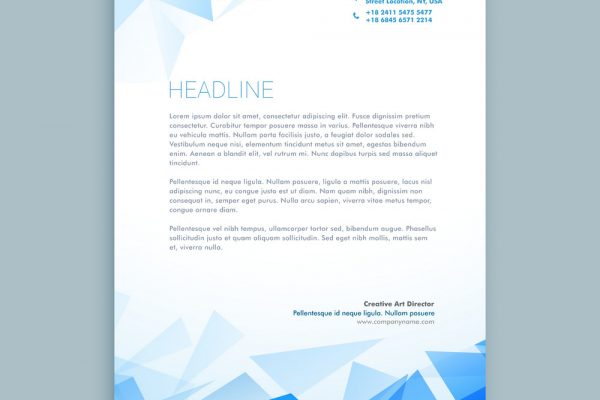 Street Location, NY, USA
+18 2411 5475 5477
+18 6845 6571 2214
HEADLINE
Lorem ipsum dolor sit amet, consectetur adipiscing elit. Fusce dignissim pretium
consectetur. Curabitur tempor posuere massa in varius. Pellentesque viverra nibh
eu vehicula mattis. Nullam porta facilisis justo, a feugiat dolor sodales sed.
Vestibulum neque nisi, elementum tincidunt orci consectetur, egestas bibendum
enim. Aenean a blandit elit, vel rutrum mi. Nunc dapibus turpis sed massa aliquam
tincidunt.
Pellentesque id neque ligula. Nullam posuere, ligula a mattis posuere, lacus nisl
adipiscing nunc, eu congue justo est ut diam. Nam quam nibh, dignissim non
consequat in, semper eget purus. Nulla arcu sapien, viverra vitae metus tempor,
congue ornare diam.
Pellentesque vel nibh tempus, ullamcorper tortor sed, bibendum augue. Phasellus
sollicitudin justo et quam aliquam sollicitudin. Sed eget nibh mollis, mattis sem
et, viverra nulla.
Creative Art Director
Pellentesque id neque ligula. Nullam posuere
www.companyname.com